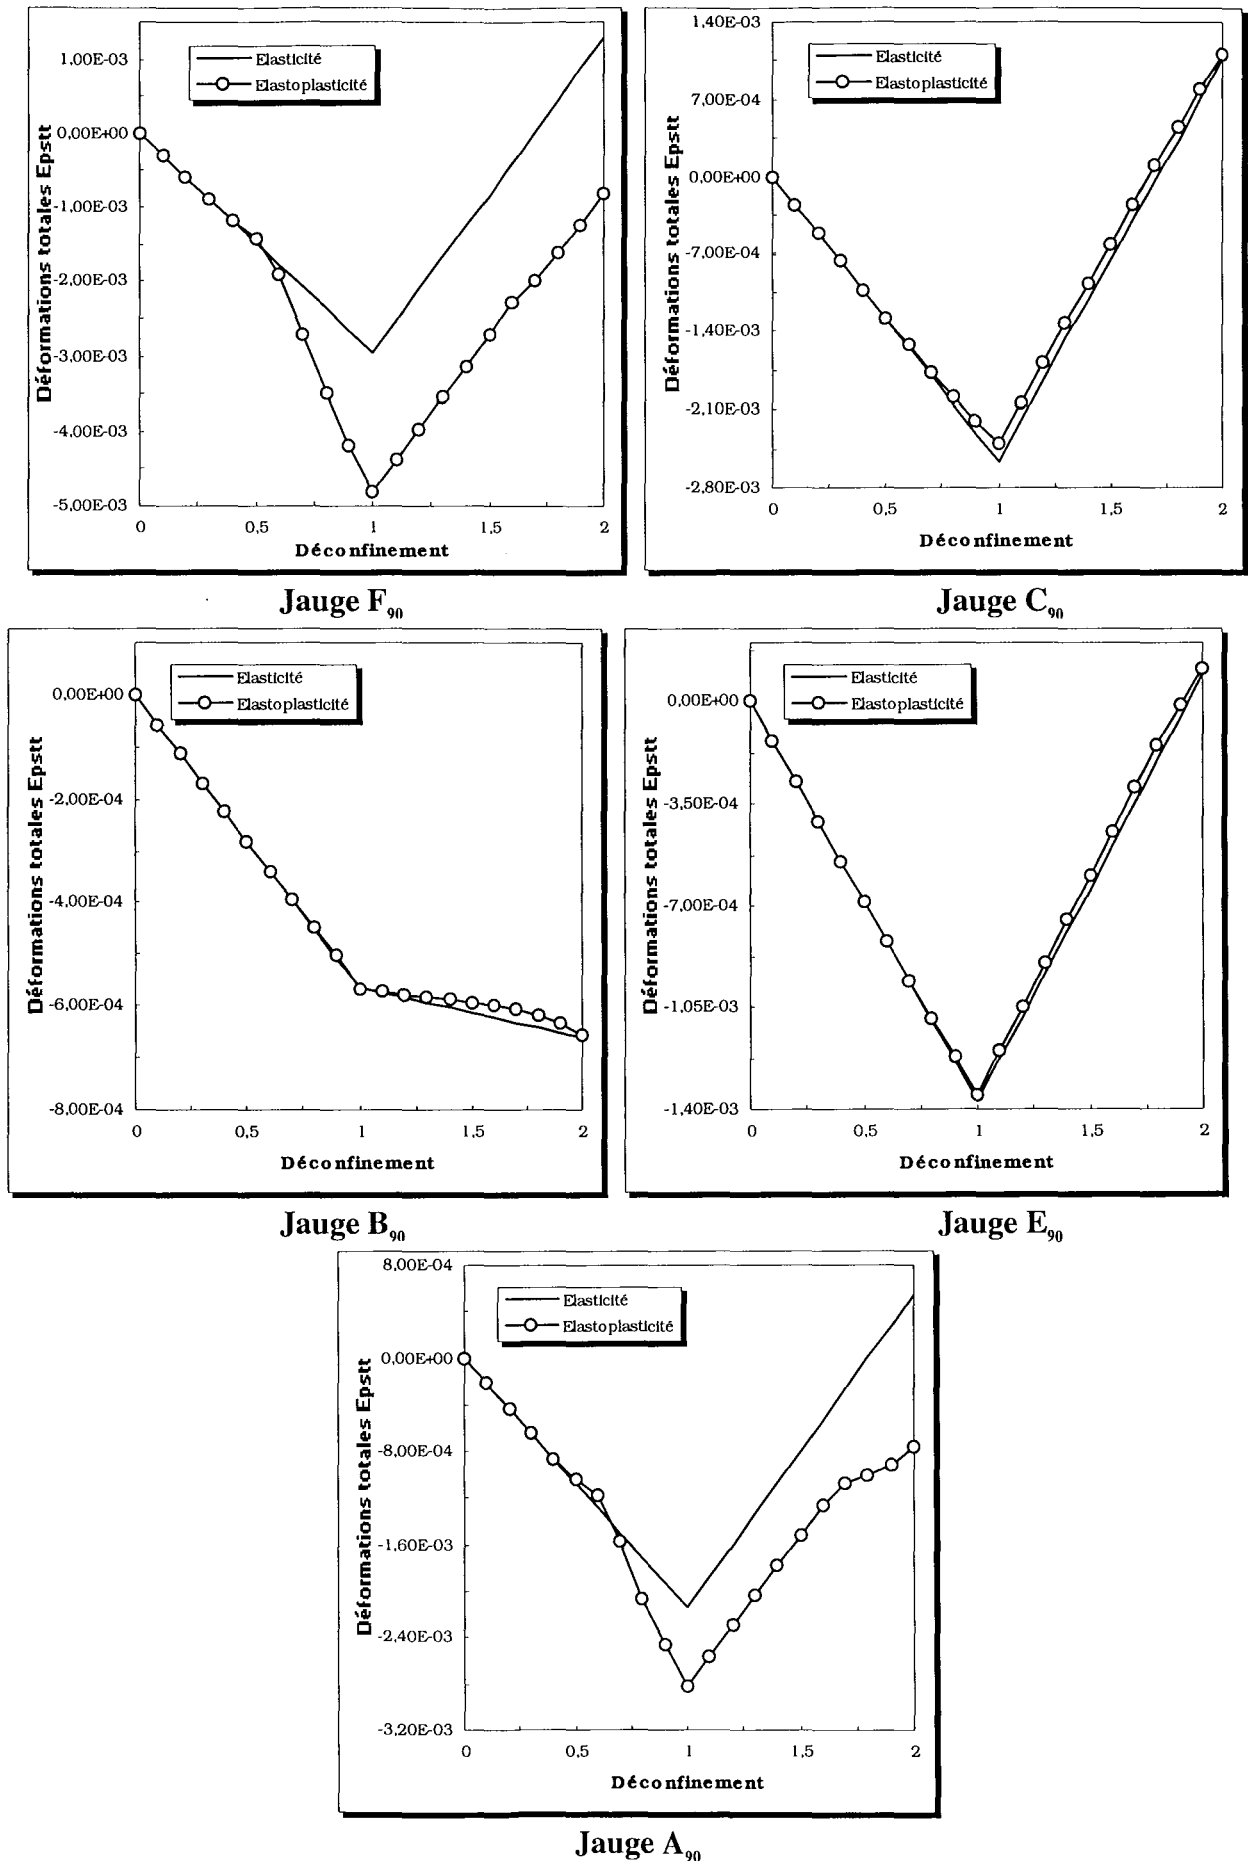 Déformations totales Epstt
Elasticité
Elastoplasticité
1,00E-03
0,00E+00
-1,00E-03
-2,00E-03
-3,00E-03
-4,00E-03
-5,00E-03
0 0,5 1 1,5 2
Déconfinement
Jauge F90
Déformations totales Epstt
Elasticité
Elastoplasticité
1,40E-03
7,00E-04
0,00E+00
-7,00E-04
-1,40E-03
-2,10E-03
-2,80E-03
0 0,5 1 1,5 2
Déconfinement
Jauge C90
Déformations totales Epstt
Elasticité
Elastoplasticité
0,00E+00
-2,00E-04
-4,00E-04
-6,00E-04
-8,00E-04
0 0,5 1 1,5 2
Déconfinement
Jauge B90
Déformations totales Epstt
Elasticité
Elastoplasticité
0,00E+00
-3,50E-04
-7,00E-04
-1,05E-03
-1,40E-03
0 0,5 1 1,5 2
Déconfinement
Jauge E90
Déformations totales Epstt
Elasticité
Elastoplasticité
8,00E-04
0,00E+00
-8,00E-04
-1,60E-03
-2,40E-03
-3,20E-03
0 0,5 1 1,5 2
Déconfinement
Jauge A90